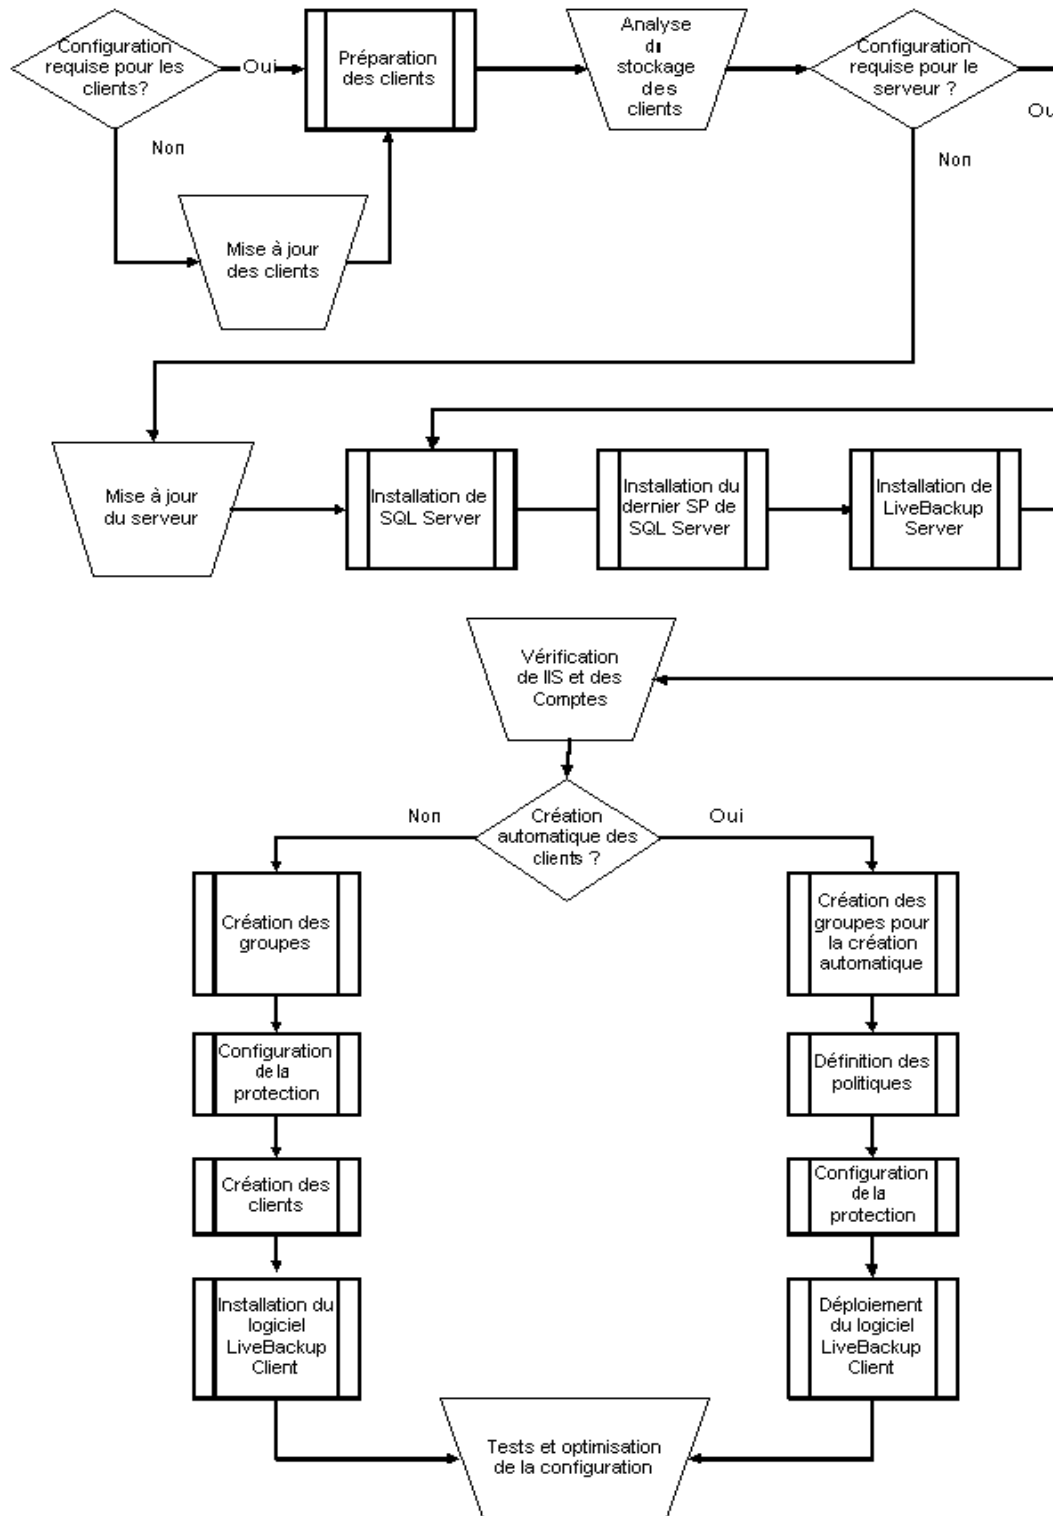 Configuration
requise pour les
clients?
Oui
Préparation
des clients
Analyse
du
stockage
des
clients
Configuration
requise pour le
serveur ?
Oui
Non
Non
Mise à jour
des clients
Mise à jour
du serveur
Installation de
SQL Server
Installation du
dernier SP de
SQL Server
Installation de
LiveBackup
Server
Vérification
de IIS et des
Comptes
Non
Création
automatique des
clients ?
Oui
Création des
groupes
Création des
groupes pour
la création
automatique
Configuration
de la
protection
Définition des
politiques
Création des
clients
Configuration
de la
protection
Installation du
logiciel
LiveBackup
Client
Déploiement
du logiciel
LiveBackup
Client
Tests et optimisation
de la configuration